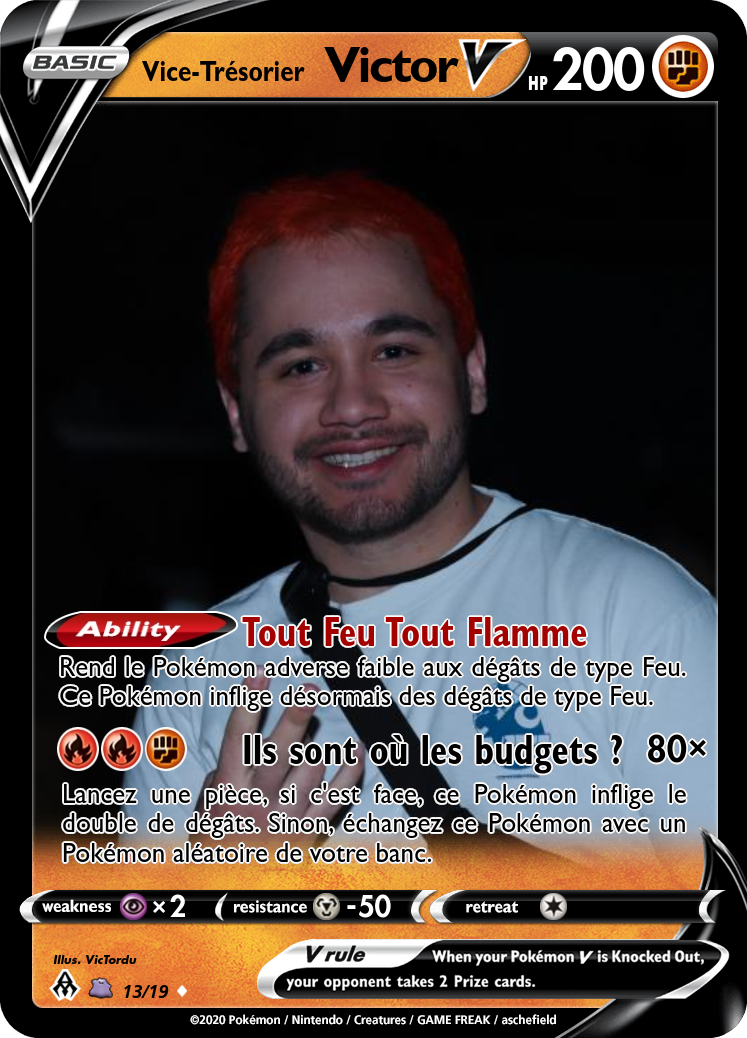 BASIC
Vice-Trésorier Victor V HP 200
Ability Tout Feu Tout Flamme
Rend le Pokémon adverse faible aux dégâts de type Feu.
Ce Pokémon inflige désormais des dégâts de type Feu.
Ils sont où les budgets ? 80×
Lancez une pièce, si c'est face, ce Pokémon inflige le
double de dégâts. Sinon, échangez ce Pokémon avec un
Pokémon aléatoire de votre banc.
weakness ×2 resistance -50 retreat
Illus. VicTordu
V rule When your Pokémon V is Knocked Out,
your opponent takes 2 Prize cards.
13/19
©2020 Pokémon / Nintendo / Creatures / GAME FREAK / aschefield